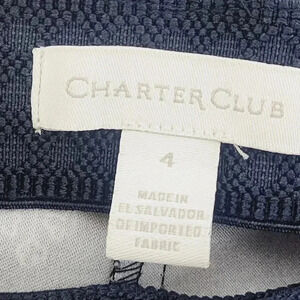 CHARTER CLUB
4
MADE IN
EL SALVADOR
OF IMPORTED
FABRIC